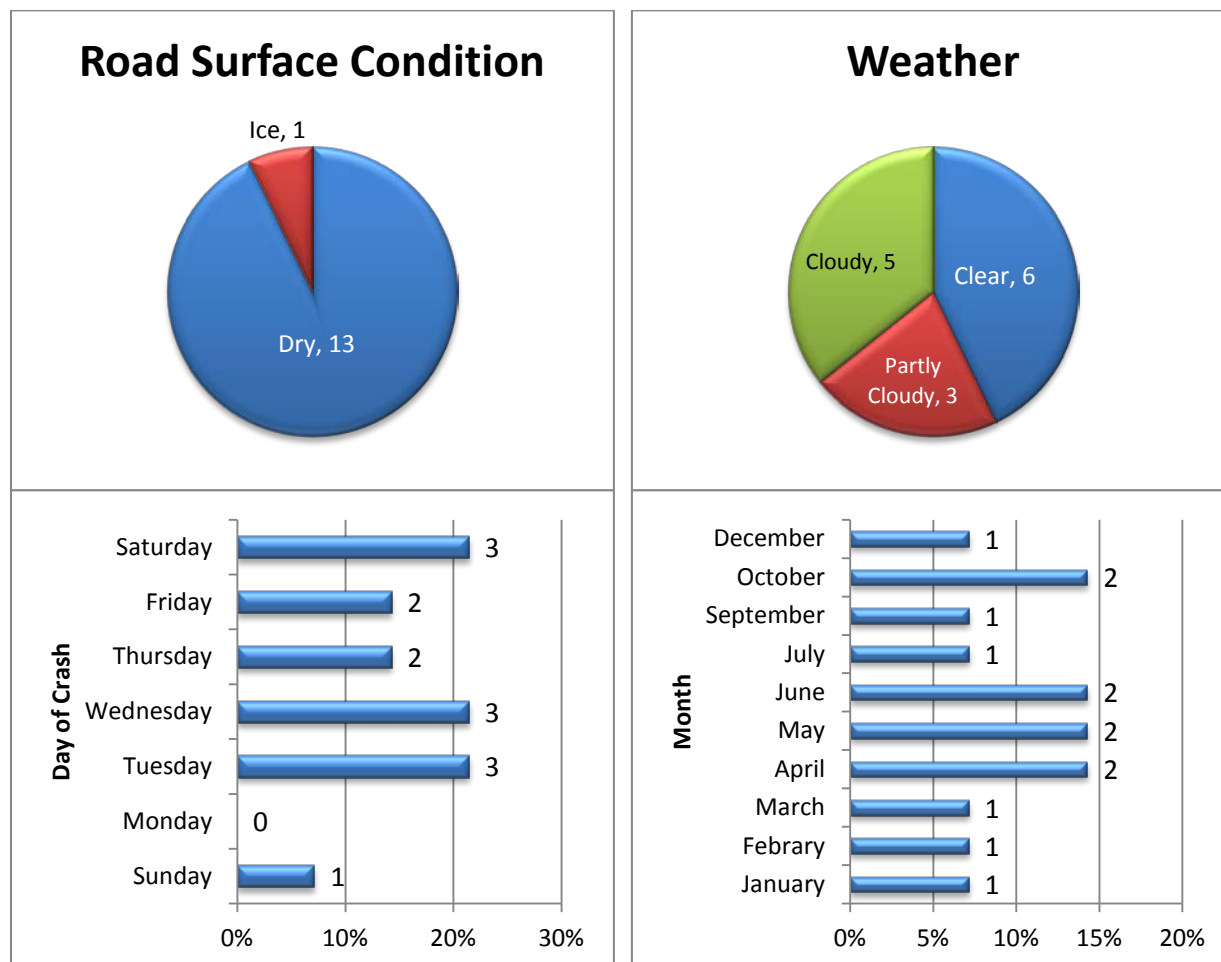 Road Surface Condition
Ice, 1
Dry, 13
Weather
Cloudy, 5
Clear, 6
Partly
Cloudy, 3
Day of Crash
Saturday 3
Friday 2
Thursday 2
Wednesday 3
Tuesday 3
Monday 0
Sunday 1
0% 10% 20% 30%
Month
December 1
October 2
September 1
July 1
June 2
May 2
April 2
March 1
Febrary 1
January 1
0% 5% 10% 15% 20%